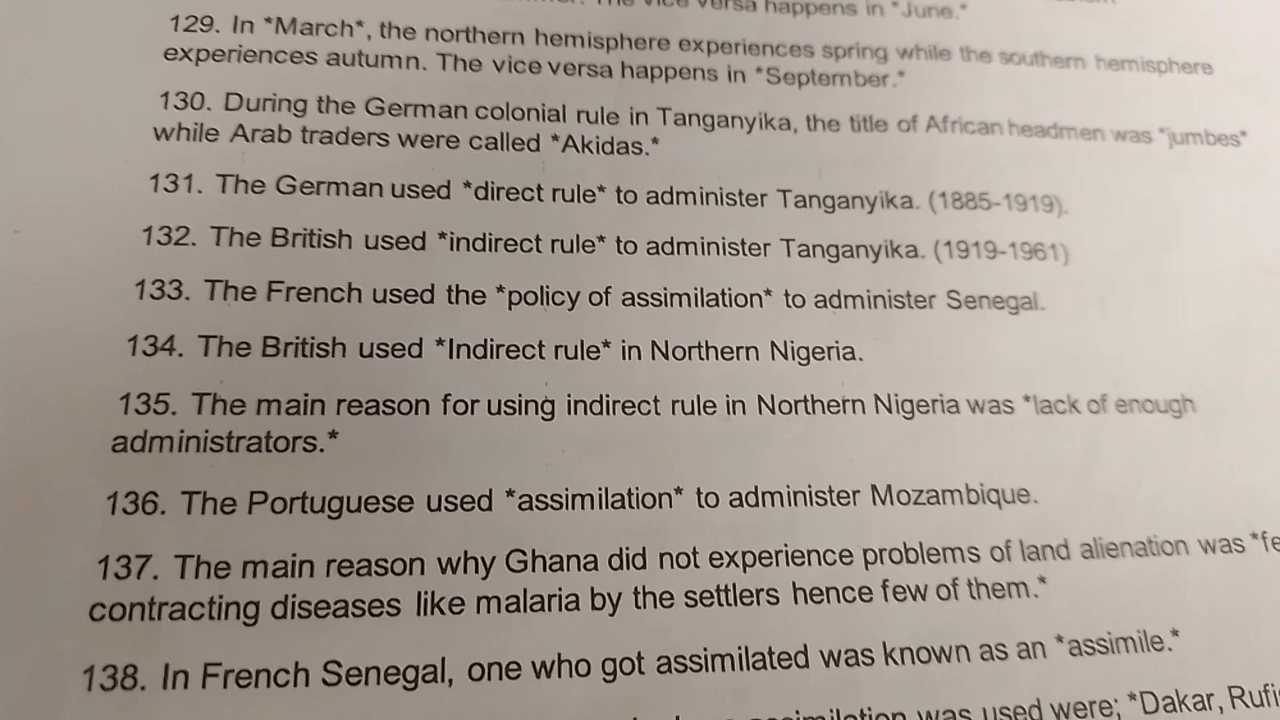 vice versa happens in *June.*
129. In *March*, the northern hemisphere experiences spring while the southern hemisphere
experiences autumn. The vice versa happens in *September.*
130. During the German colonial rule in Tanganyika, the title of African headmen was *jumbes*
while Arab traders were called *Akidas.*
131. The German used *direct rule* to administer Tanganyika. (1885-1919).
132. The British used *indirect rule* to administer Tanganyika. (1919-1961)
133. The French used the *policy of assimilation* to administer Senegal.
134. The British used *Indirect rule* in Northern Nigeria.
135. The main reason for using indirect rule in Northern Nigeria was *lack of enough
administrators.*
136. The Portuguese used *assimilation* to administer Mozambique.
137. The main reason why Ghana did not experience problems of land alienation was *fe
contracting diseases like malaria by the settlers hence few of them.*
138. In French Senegal, one who got assimilated was known as an *assimile.*
assimilation was used were; *Dakar, Rufi